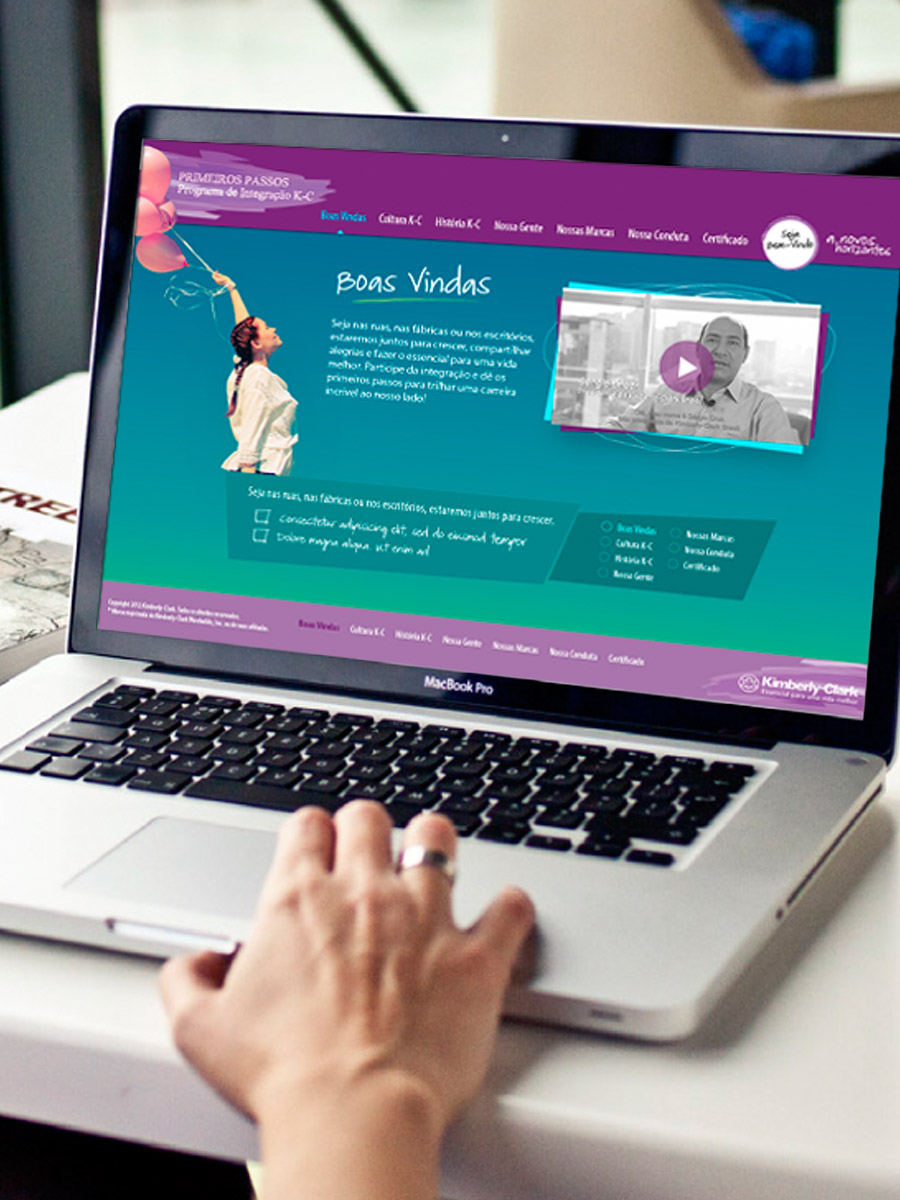 PRIMEIROS PASSOS
Programa de Integração K-C
Boas Vindas Cultura K-C História K-C Nossa Gente Nossas Marcas Nossa Conduta Certificado
Seja
Bem-Vindo
a novos
horizontes
Boas Vindas
Seja nas ruas, nas fábricas ou nos escritórios,
estaremos juntos para crescer, compartilhar
alegrias e fazer o essencial para uma vida
melhor. Participe da integração e dê os
primeiros passos para trilhar uma carreira
incrível ao nosso lado!
Seja nas ruas, nas fábricas ou nos escritórios, estaremos juntos para crescer.
consectetur adipisicing elit, sed do eiusmod tempor
Dolore magna aliqua. Ut enim ad
Boas Vindas
Cultura K-C
História K-C
Nossa Gente
Nossas Marcas
Nossa Conduta
Certificado
Copyright 2012 Kimberly-Clark. Todos os direitos reservados.
Boas Vindas Cultura K-C História K-C Nossa Gente Nossas Marcas Nossa Conduta Certificado
Kimberly-Clark
Essencial para uma vida melhor
MacBook Pro
TREE